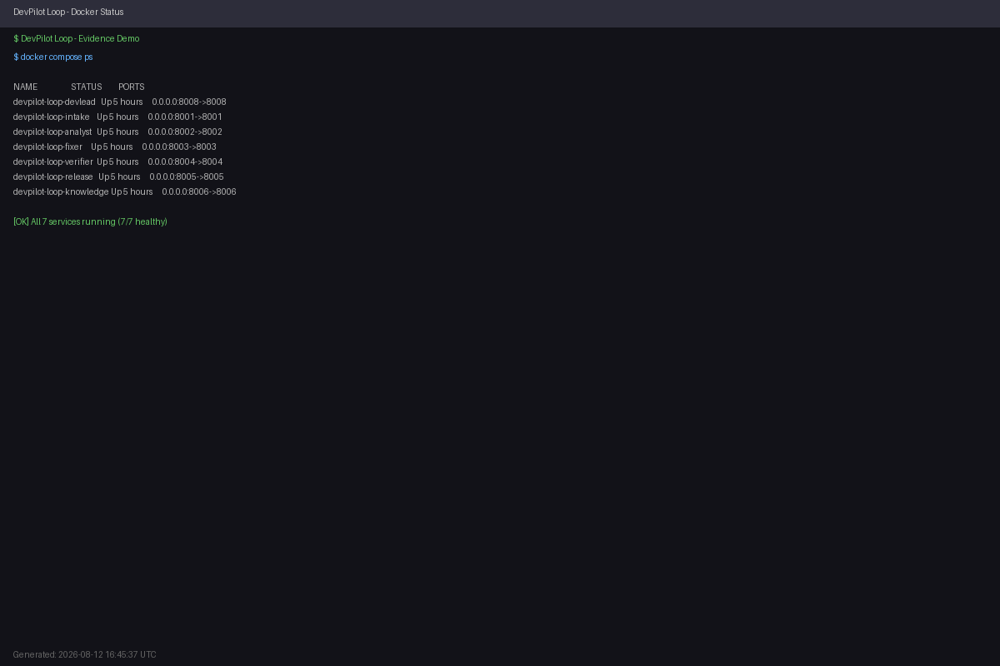 DevPilot Loop - Docker Status
$ DevPilot Loop - Evidence Demo
$ docker compose ps
NAME STATUS PORTS
devpilot-loop-devlead Up 5 hours 0.0.0.0:8008->8008
devpilot-loop-intake Up 5 hours 0.0.0.0:8001->8001
devpilot-loop-analyst Up 5 hours 0.0.0.0:8002->8002
devpilot-loop-fixer Up 5 hours 0.0.0.0:8003->8003
devpilot-loop-verifier Up 5 hours 0.0.0.0:8004->8004
devpilot-loop-release Up 5 hours 0.0.0.0:8005->8005
devpilot-loop-knowledge Up 5 hours 0.0.0.0:8006->8006
[OK] All 7 services running (7/7 healthy)
Generated: 2026-08-12 16:45:37 UTC